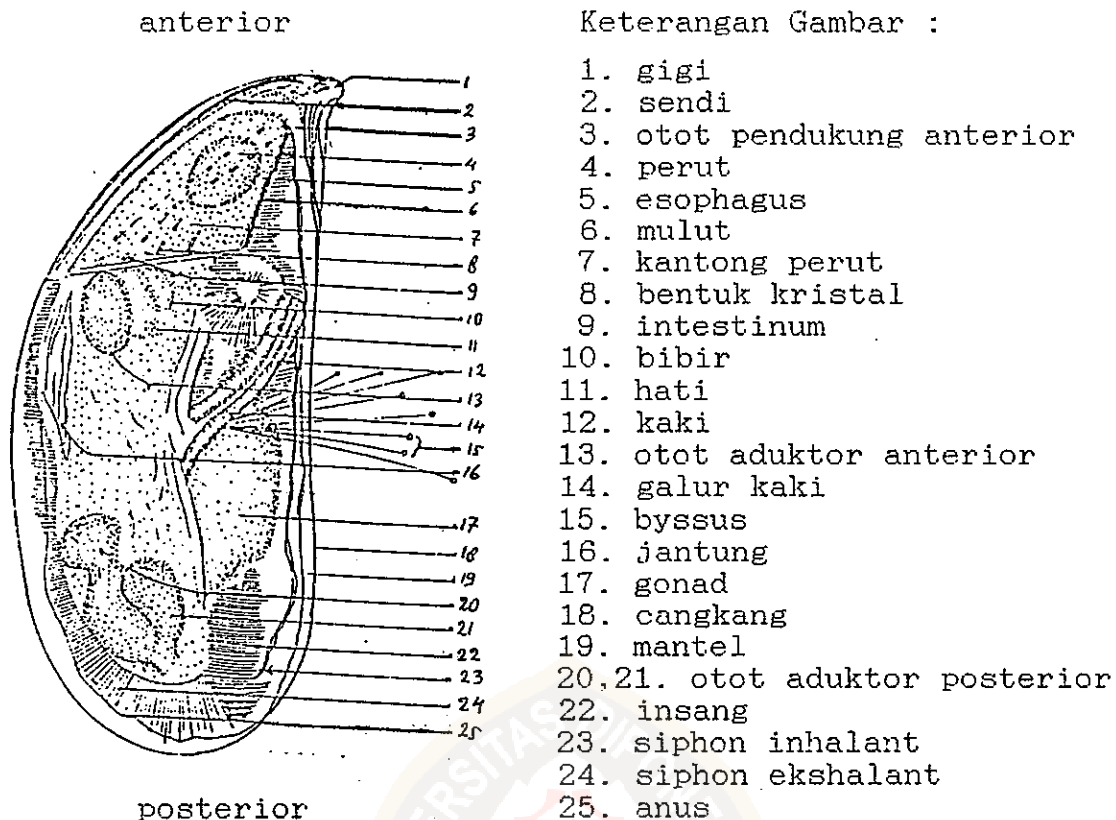 anterior
1
2
3
4
5
6
7
8
9
10
11
12
13
14
15
16
17
18
19
20
21
22
23
24
25
posterior
Keterangan Gambar :
1. gigi
2. sendi
3. otot pendukung anterior
4. perut
5. esophagus
6. mulut
7. kantong perut
8. bentuk kristal
9. intestinum
10. bibir
11. hati
12. kaki
13. otot aduktor anterior
14. galur kaki
15. byssus
16. jantung
17. gonad
18. cangkang
19. mantel
20,21. otot aduktor posterior
22. insang
23. siphon inhalant
24. siphon ekshalant
25. anus